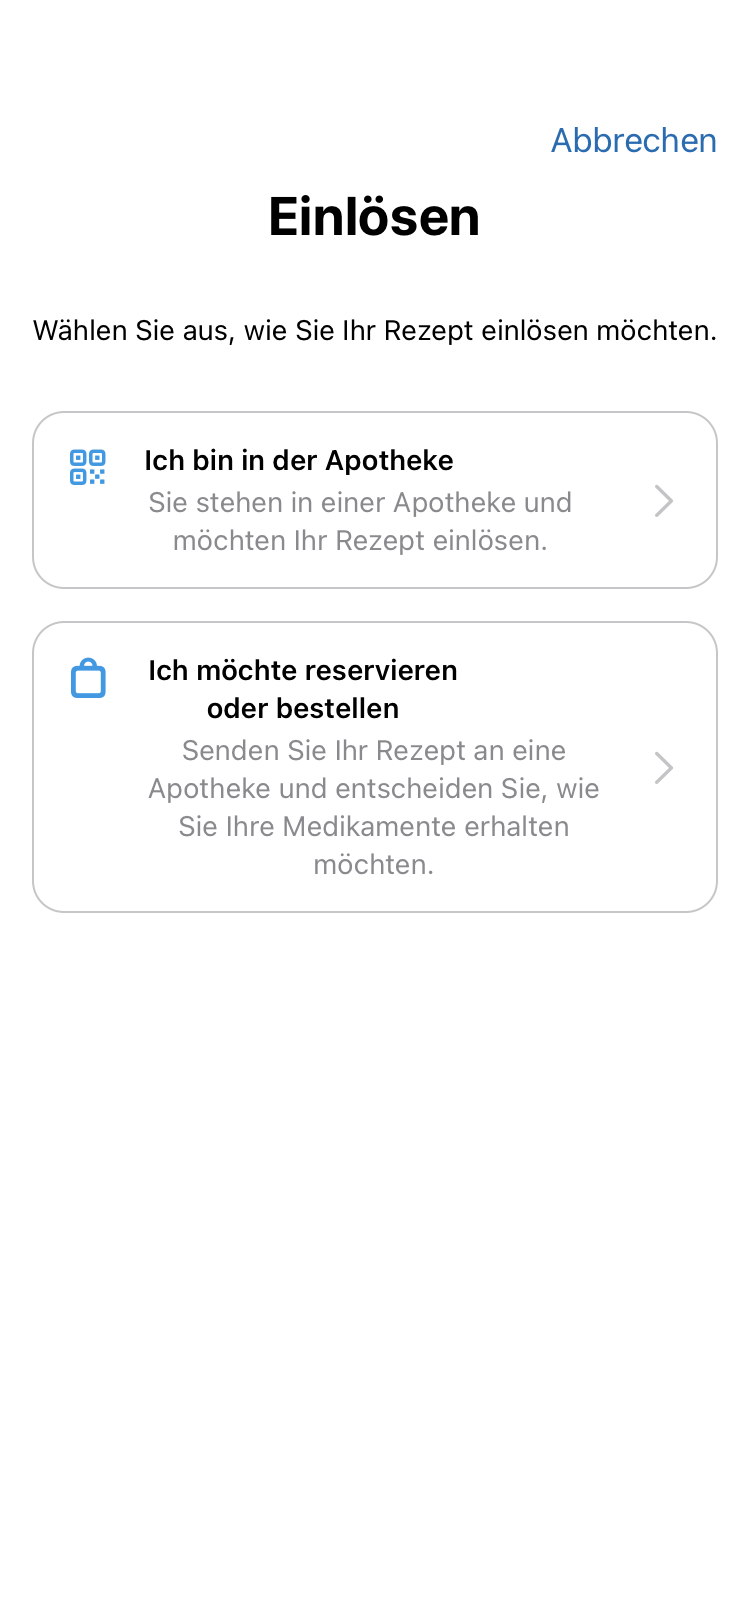 Abbrechen
Einlösen
Wählen Sie aus, wie Sie Ihr Rezept einlösen möchten.
Ich bin in der Apotheke
Sie stehen in einer Apotheke und
möchten Ihr Rezept einlösen.
Ich möchte reservieren
oder bestellen
Senden Sie Ihr Rezept an eine
Apotheke und entscheiden Sie, wie
Sie Ihre Medikamente erhalten
möchten.